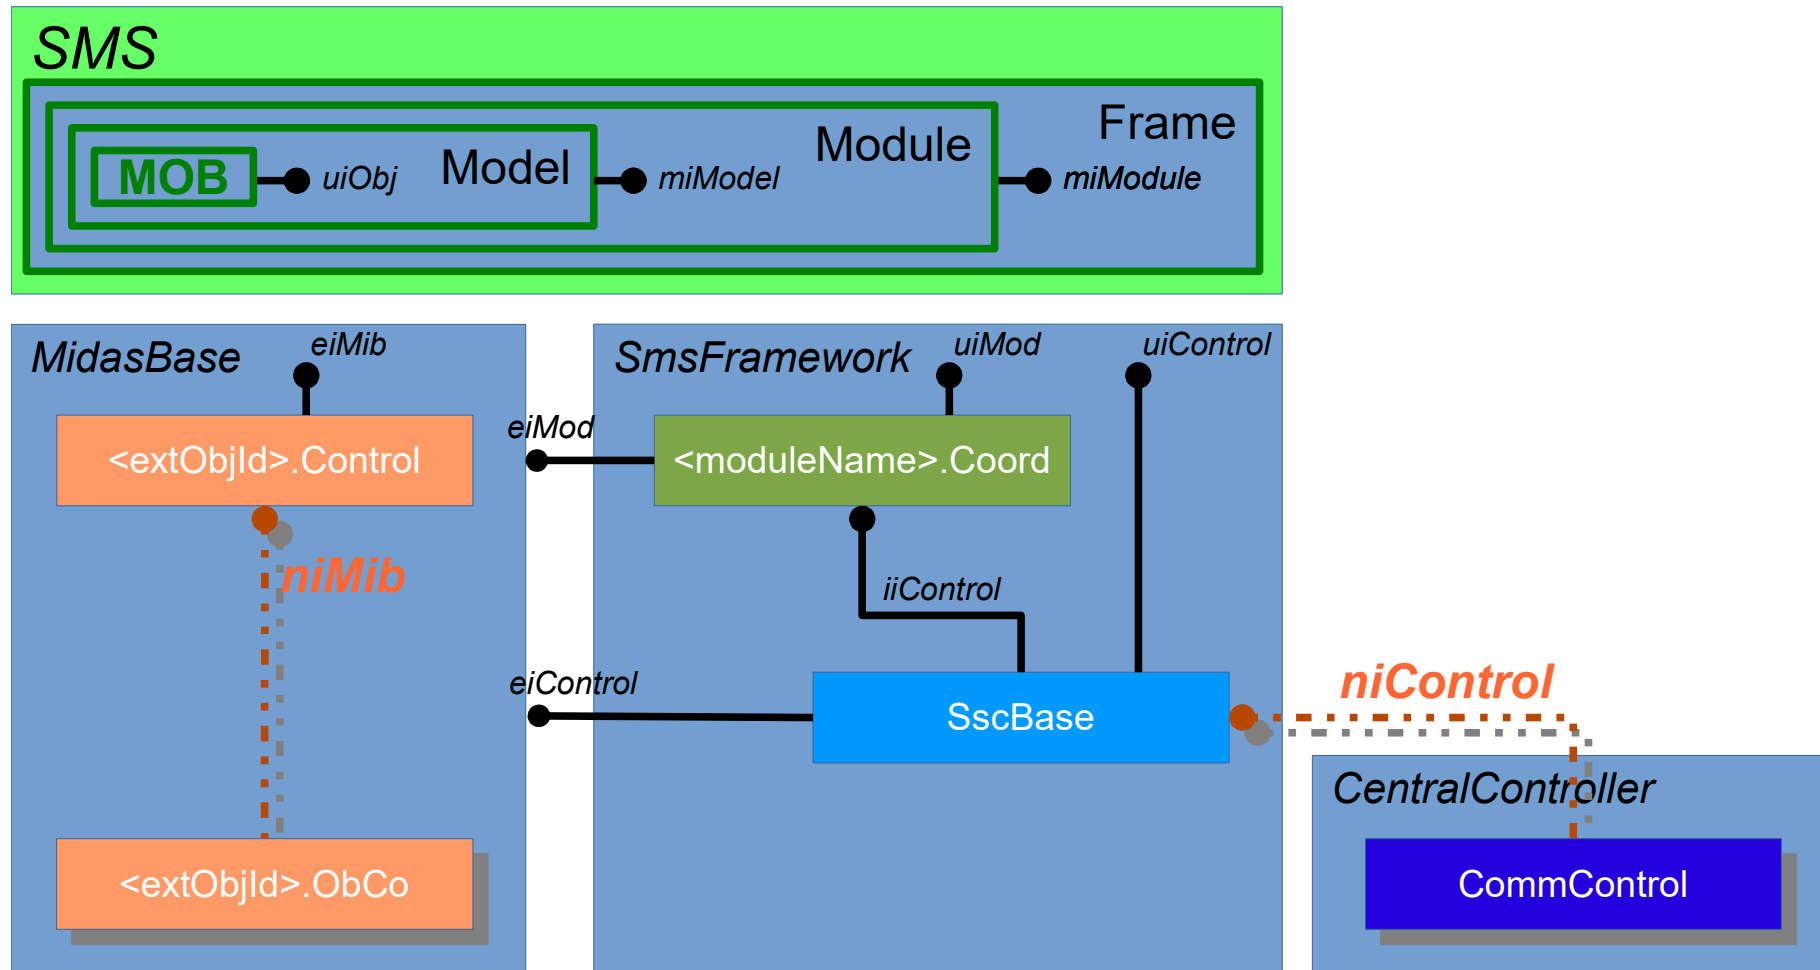 SMS
Frame
Module
Model
MOB
uiObj
miModel
miModule
MidasBase
eiMib
SmsFramework
uiMod
uiControl
eiMod
<extObjId>.Control
<moduleName>.Coord
niMib
iiControl
eiControl
SscBase
niControl
CentralController
<extObjId>.ObCo
CommControl